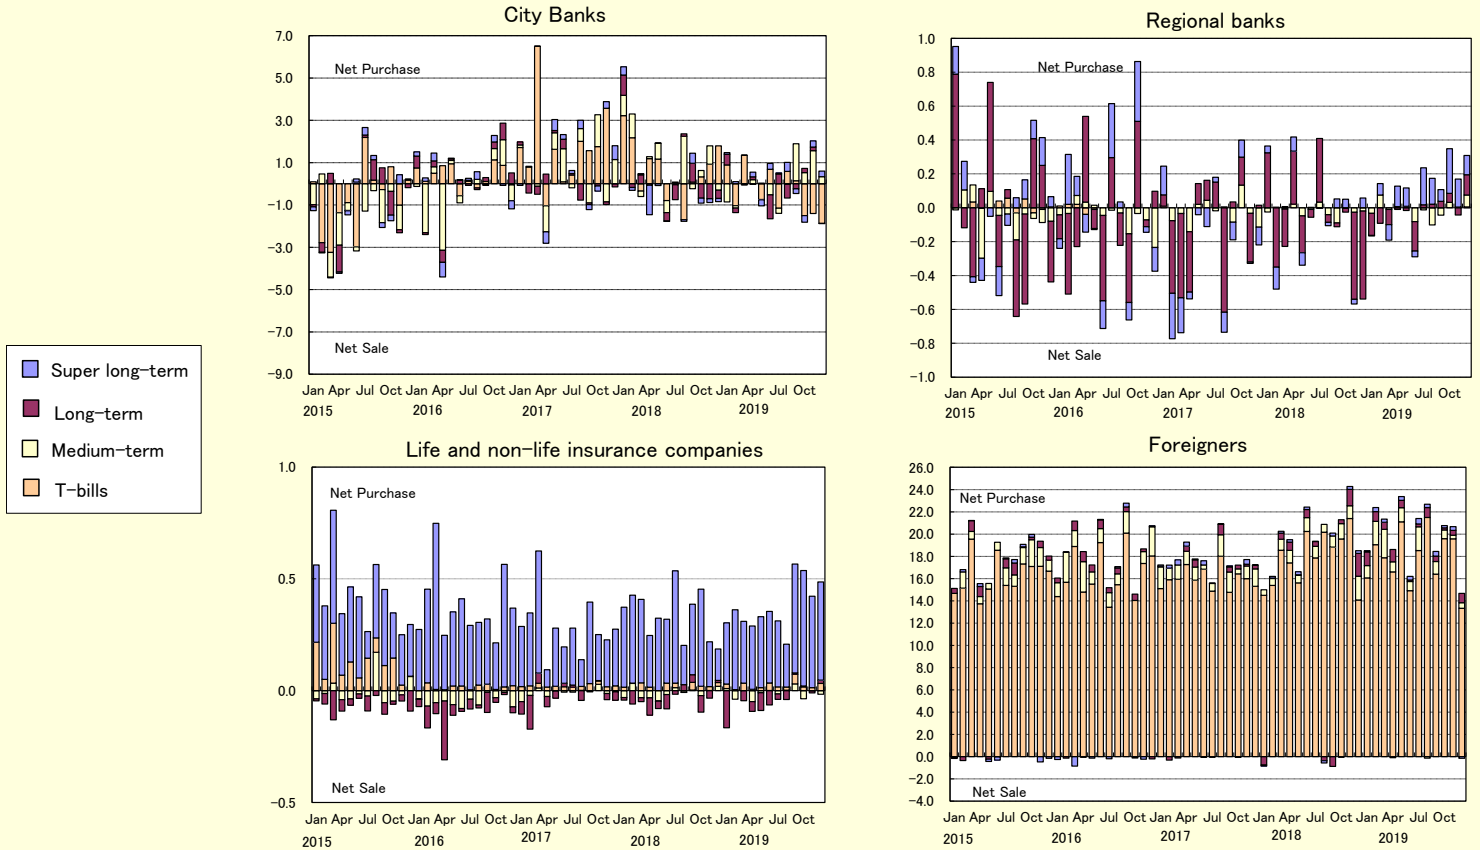 City Banks
7.0
5.0
3.0
1.0
−1.0
−3.0
−5.0
−7.0
−9.0
Net Purchase
Net Sale
Jan Apr Jul Oct Jan Apr Jul Oct Jan Apr Jul Oct Jan Apr Jul Oct Jan Apr Jul Oct
2015 2016 2017 2018 2019
Regional banks
1.0
0.8
0.6
0.4
0.2
0.0
−0.2
−0.4
−0.6
−0.8
−1.0
Net Purchase
Net Sale
Jan Apr Jul Oct Jan Apr Jul Oct Jan Apr Jul Oct Jan Apr Jul Oct Jan Apr Jul Oct
2015 2016 2017 2018 2019
Super long−term
Long−term
Medium−term
T−bills
Life and non−life insurance companies
1.0
0.5
0.0
−0.5
Net Purchase
Net Sale
Jan Apr Jul Oct Jan Apr Jul Oct Jan Apr Jul Oct Jan Apr Jul Oct Jan Apr Jul Oct
2015 2016 2017 2018 2019
Foreigners
26.0
24.0
22.0
20.0
18.0
16.0
14.0
12.0
10.0
8.0
6.0
4.0
2.0
0.0
−2.0
−4.0
Net Purchase
Net Sale
Jan Apr Jul Oct Jan Apr Jul Oct Jan Apr Jul Oct Jan Apr Jul Oct Jan Apr Jul Oct
2015 2016 2017 2018 2019